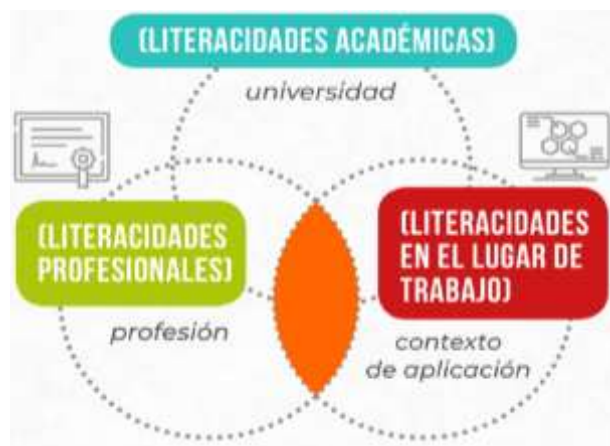 (LITERACIDADES ACADÉMICAS)
universidad
(LITERACIDADES
PROFESIONALES)
profesión
(LITERACIDADES
EN EL LUGAR DE
TRABAJO)
contexto
de aplicación